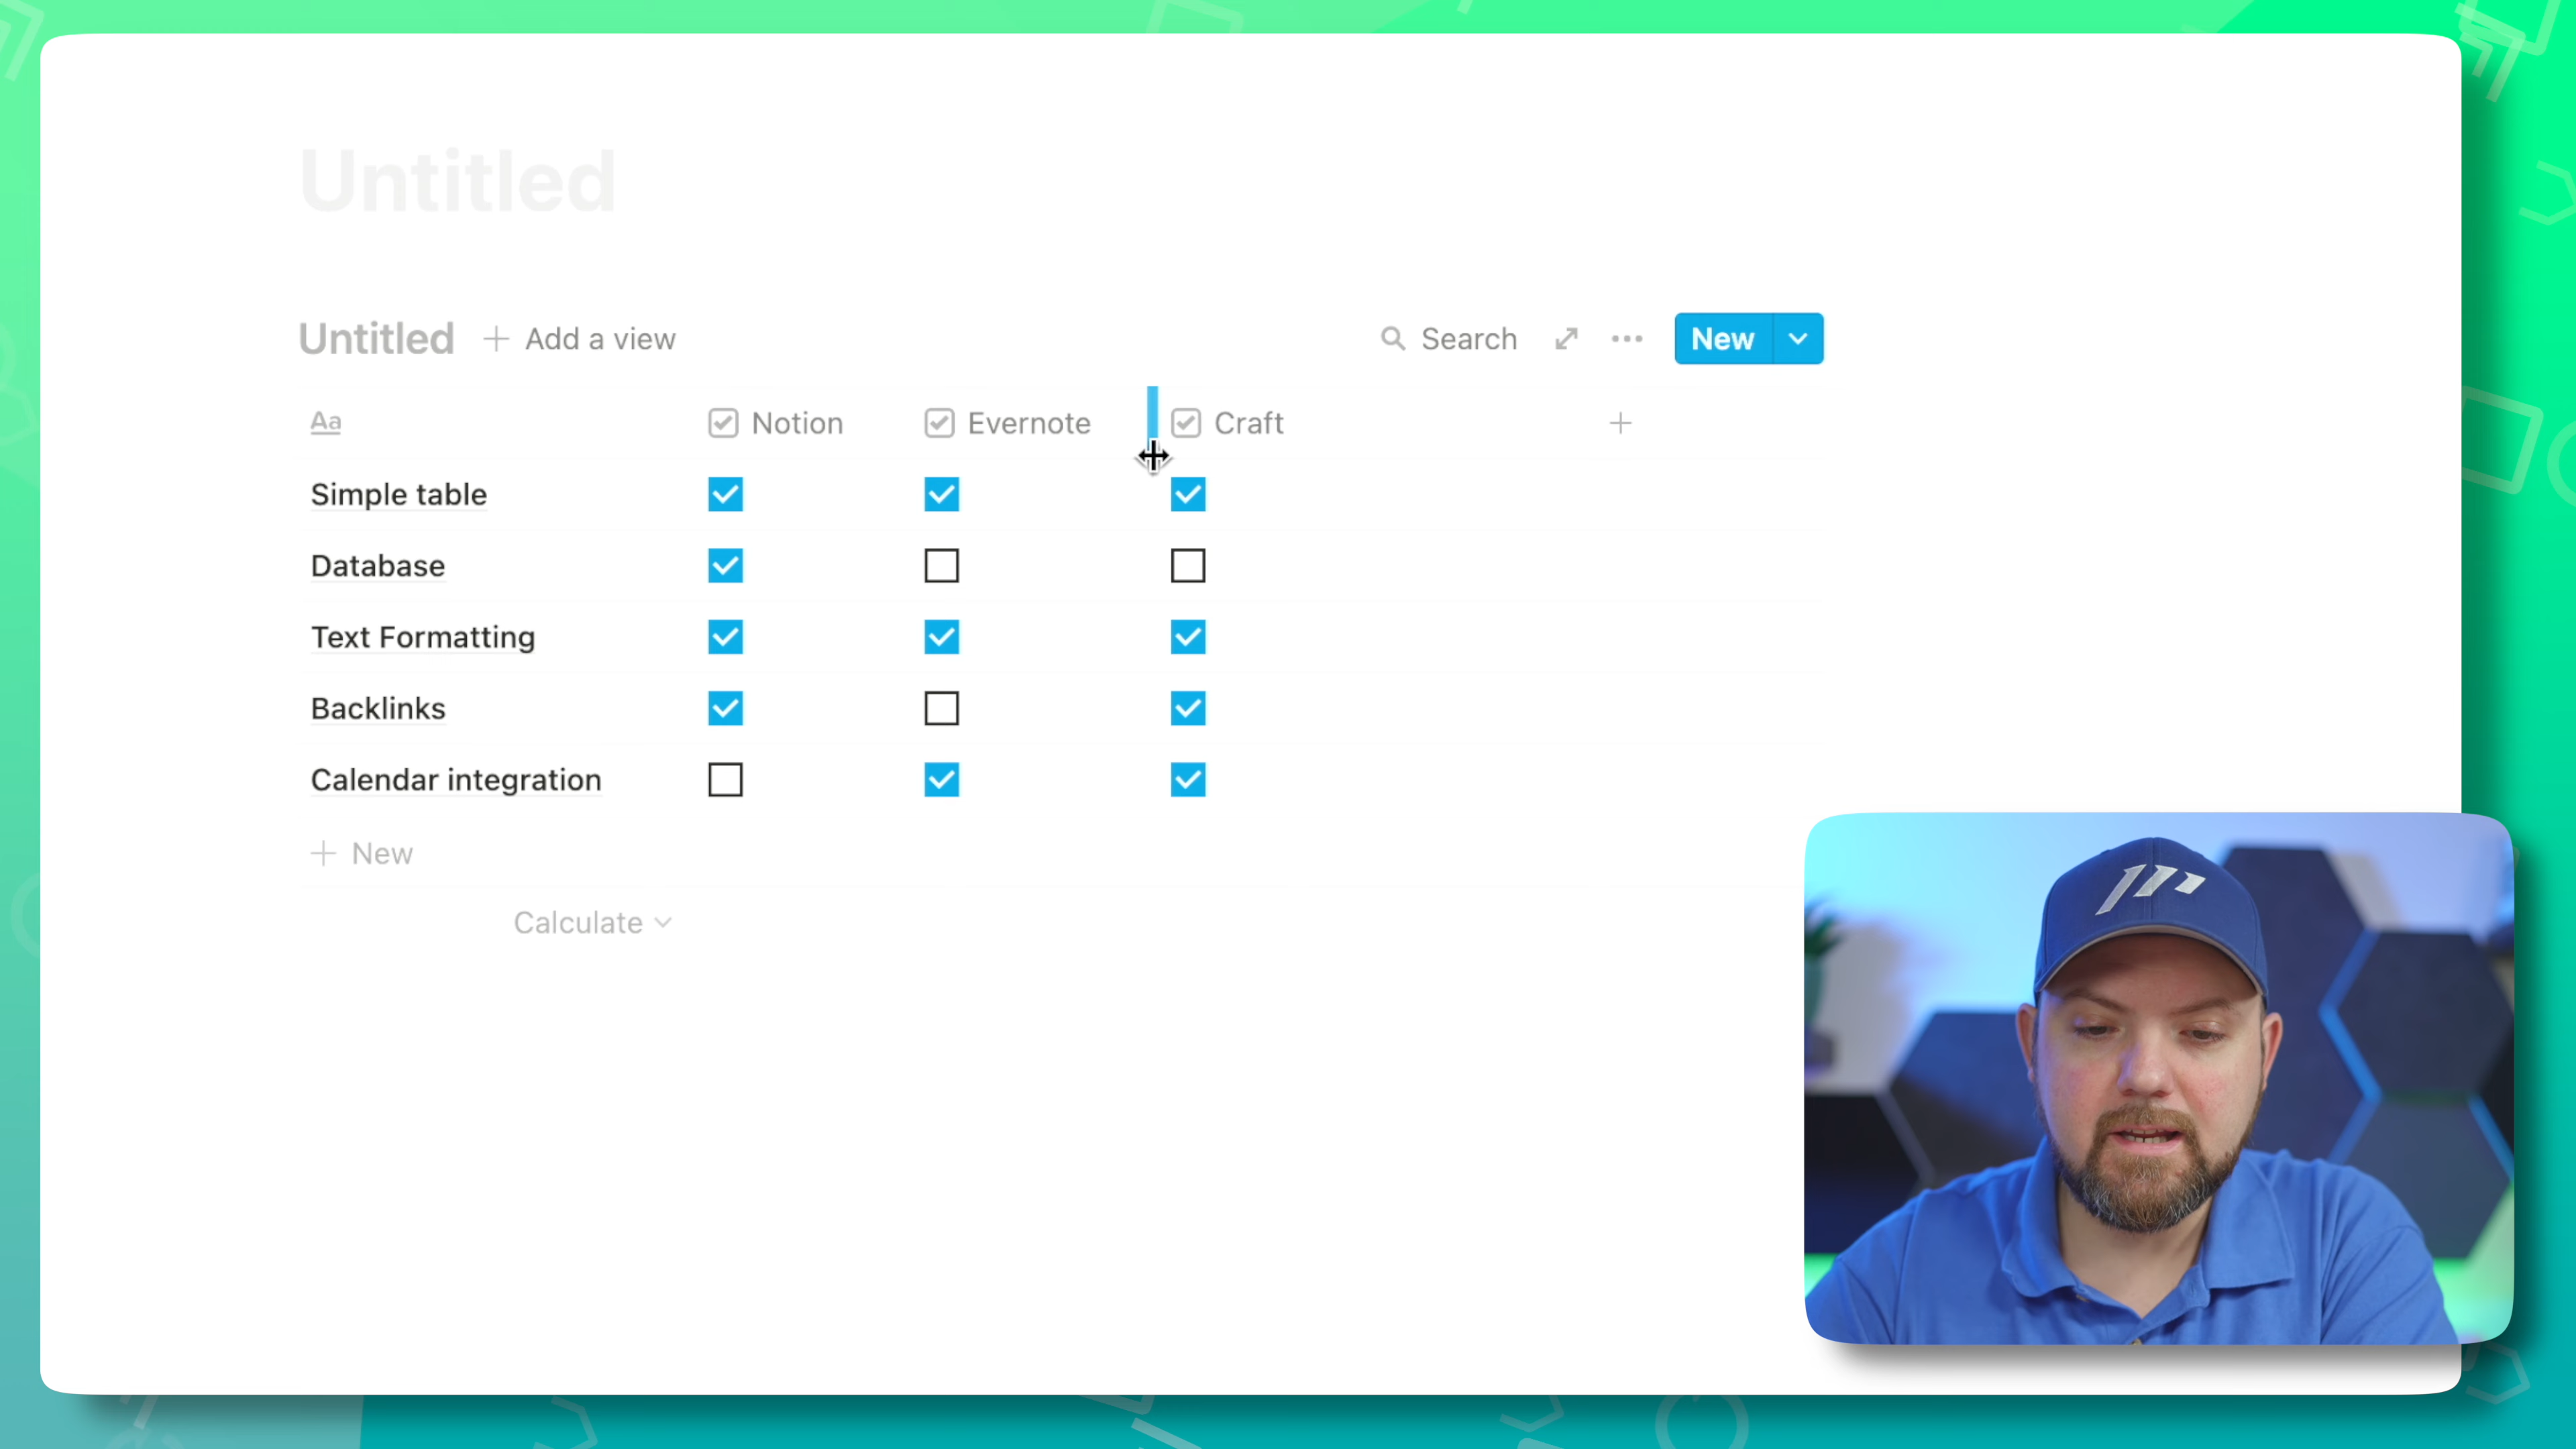 Untitled
Untitled + Add a view Search ••• New
Aa Notion Evernote Craft +
Simple table
Database
Text Formatting
Backlinks
Calendar integration
+ New
Calculate